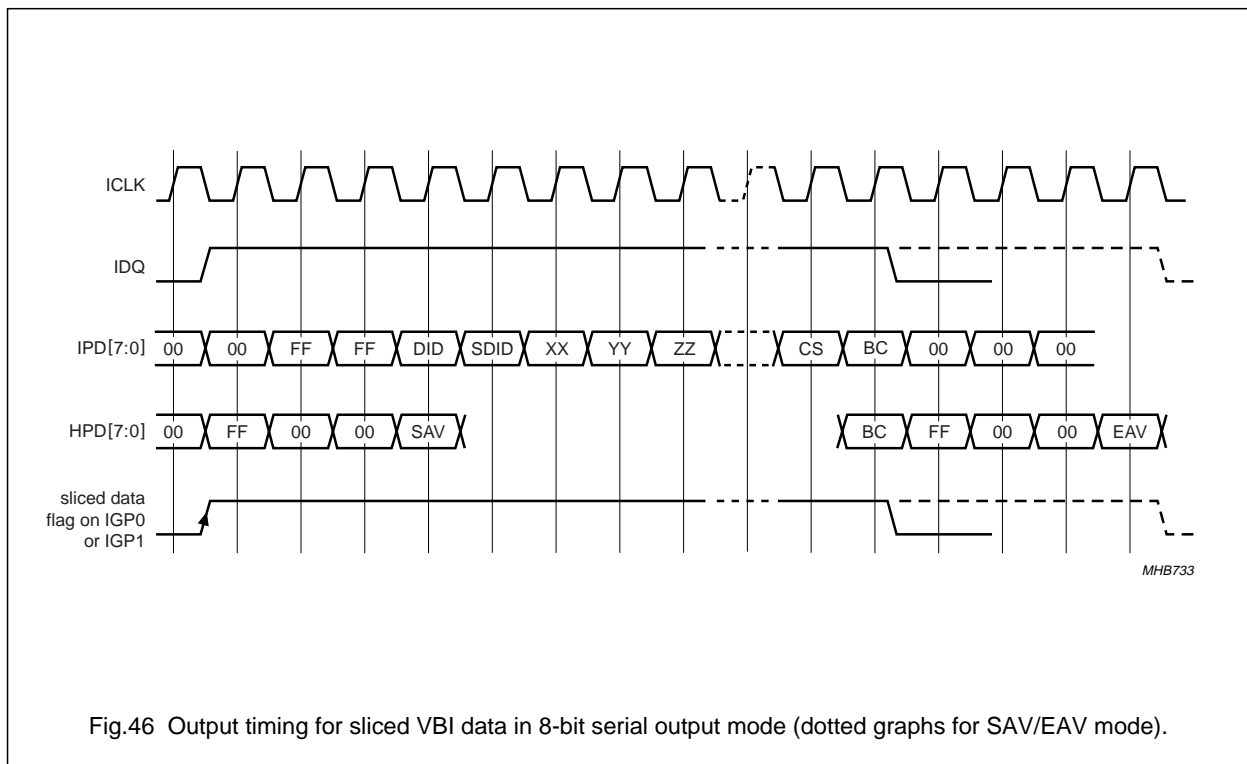 ICLK
IDQ
IPD[7:0] 00 00 FF FF DID SDID XX YY ZZ CS BC 00 00 00
HPD[7:0] 00 FF 00 00 SAV BC FF 00 00 EAV
sliced data
flag on IGP0
or IGP1
MHB733
Fig.46 Output timing for sliced VBI data in 8-bit serial output mode (dotted graphs for SAV/EAV mode).